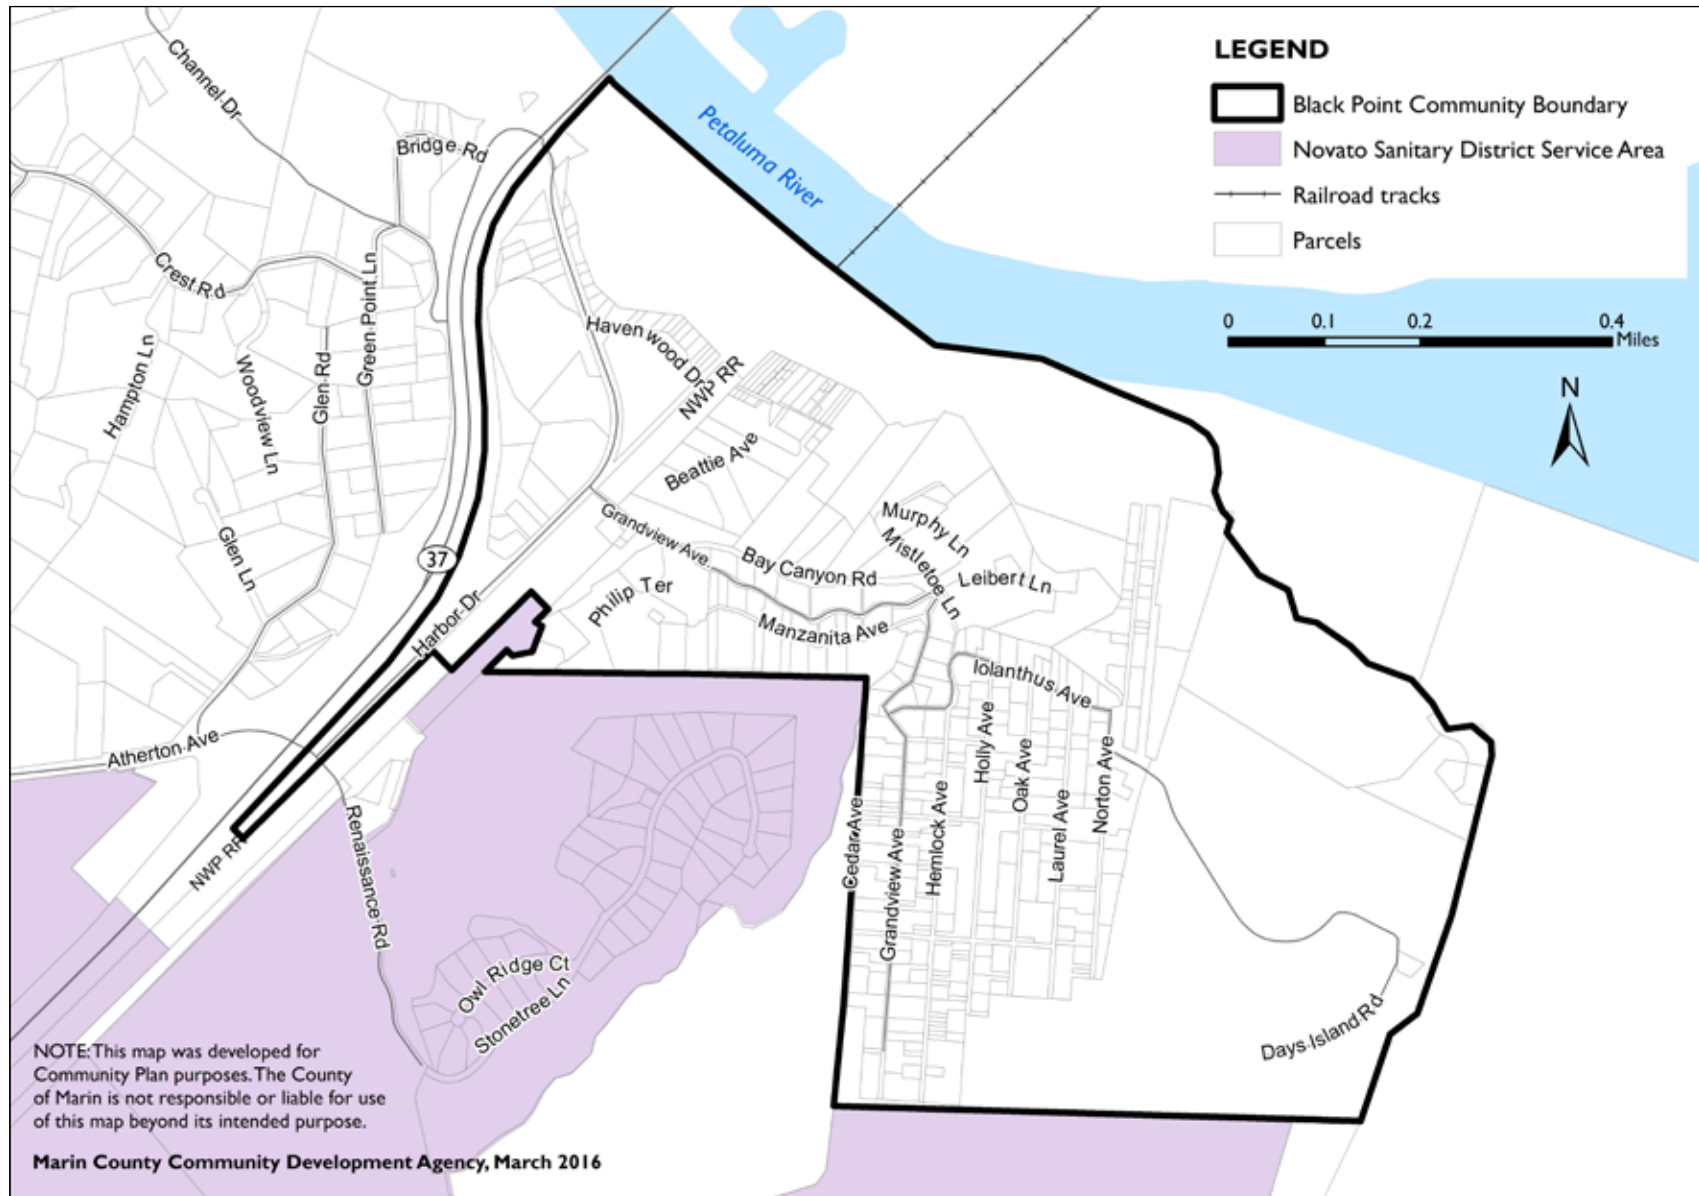 LEGEND
Black Point Community Boundary
Novato Sanitary District Service Area
Railroad tracks
Parcels
0 0.1 0.2 0.4
Miles
N
Petaluma River
Channel Dr
Bridge Rd
Crest Rd
Green Point Ln
Glen Rd
Woodview Ln
Hampton Ln
Glen Ln
37
Haven wood Dr
NWP RR
Beattie Ave
Grandview Ave.
Murphy Ln
Mistletoe Ln
Bay Canyon Rd
Leibert Ln
Philip Ter
Manzanita Ave
Harbor Dr
Iolanthus Ave
Atherton Ave
NWP RR
Renaissance Rd
Cedar Ave
Grandview Ave
Hemlock Ave
Holly Ave
Oak Ave
Laurel Ave
Norton Ave
Owl Ridge Ct
Stonetree Ln
Days Island Rd
NOTE: This map was developed for
Community Plan purposes. The County
of Marin is not responsible or liable for use
of this map beyond its intended purpose.
Marin County Community Development Agency, March 2016